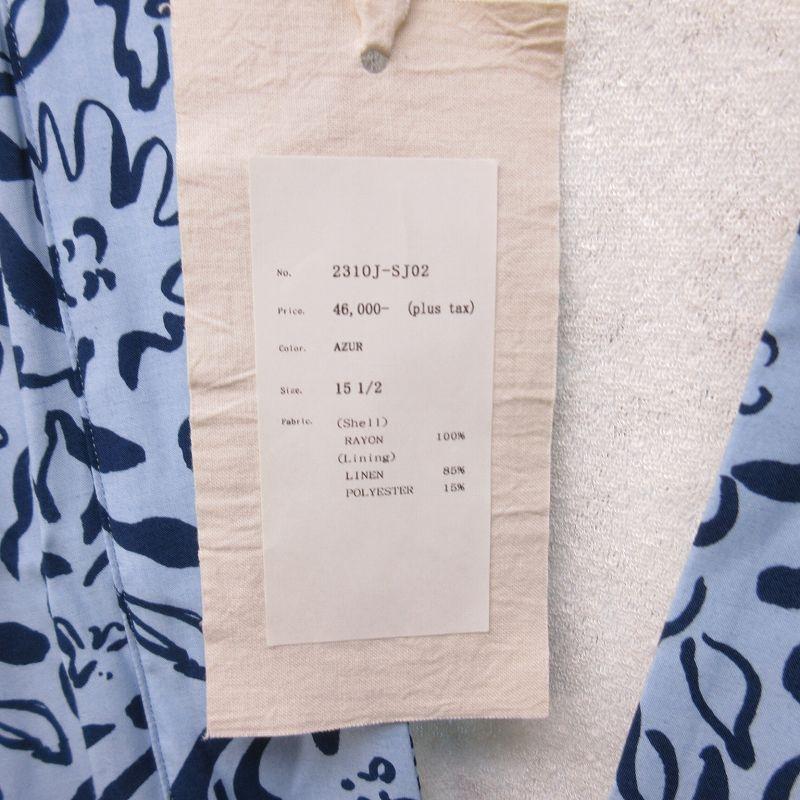 No. 2310J-SJ02
Price. 46,000- (plus tax)
Color. AZUR
Size. 15 1/2
Fabric. (Shell)
RAYON 100%
(Lining)
LINEN 85%
POLYESTER 15%